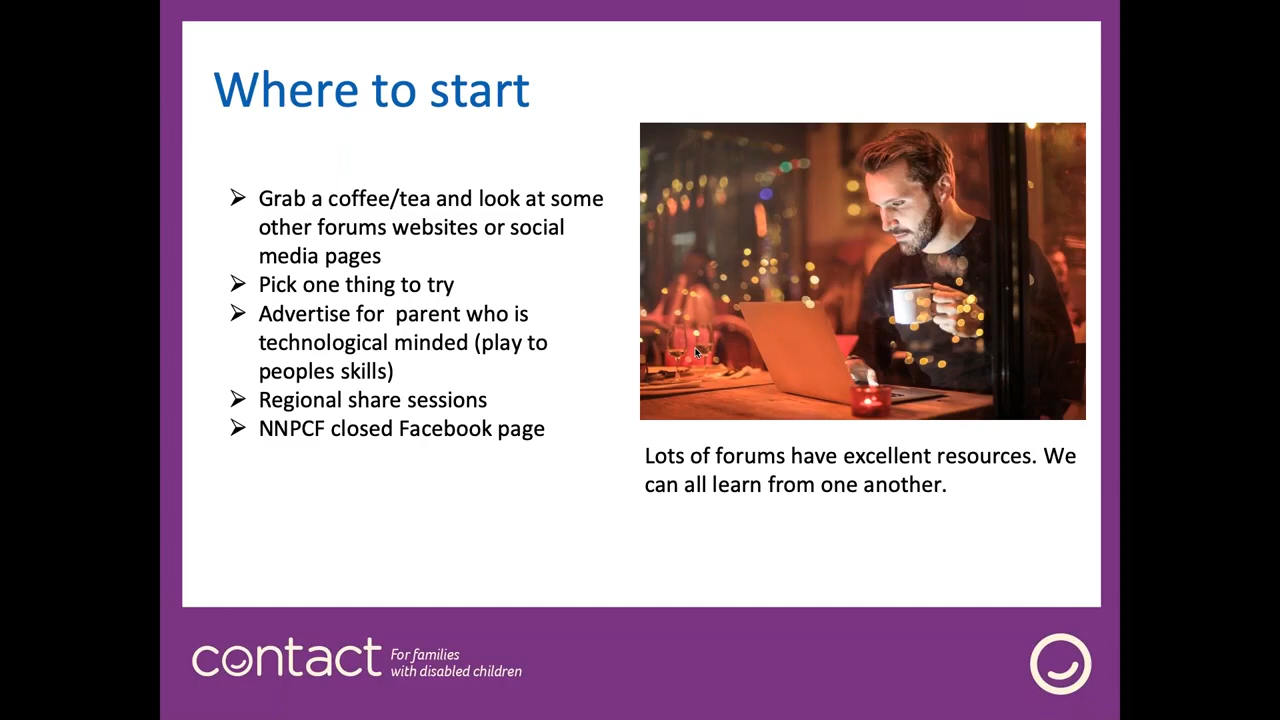 Where to start
➢ Grab a coffee/tea and look at some
other forums websites or social
media pages
➢ Pick one thing to try
➢ Advertise for  parent who is
technological minded (play to
peoples skills)
➢ Regional share sessions
➢ NNPCF closed Facebook page
Lots of forums have excellent resources. We
can all learn from one another.
contact
For families
with disabled children